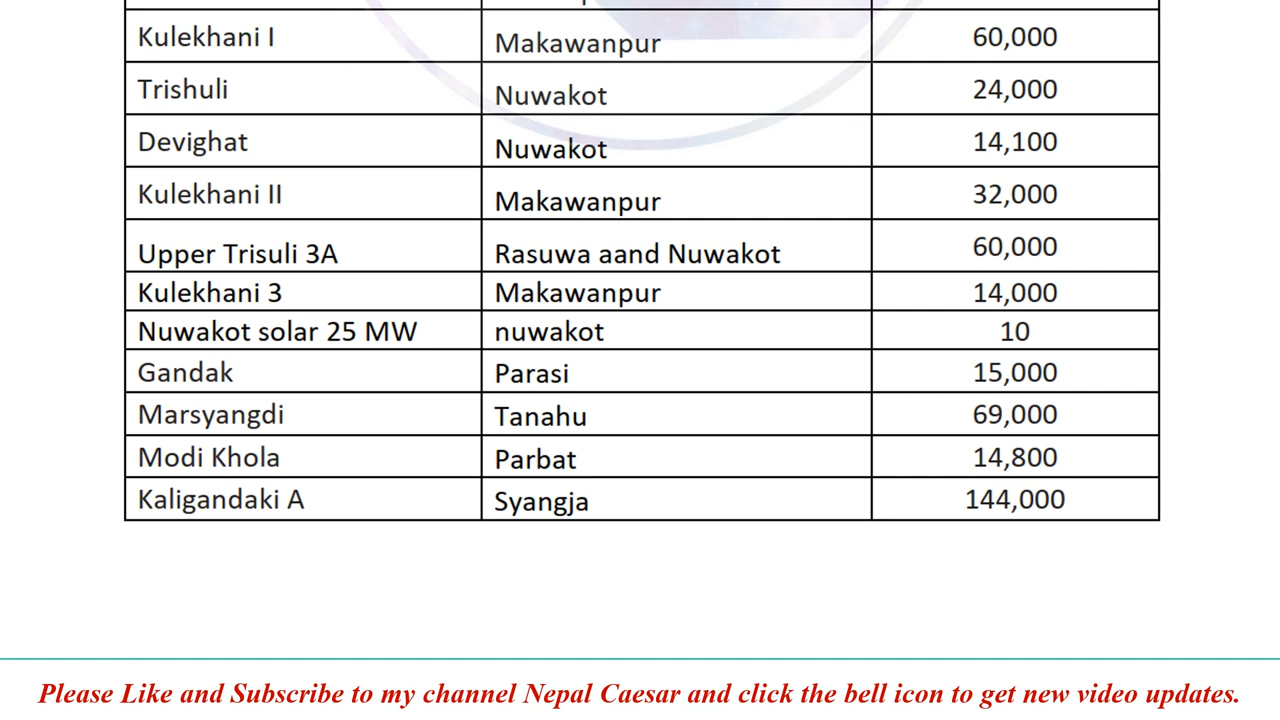 Kulekhani I Makawanpur 60,000
Trishuli Nuwakot 24,000
Devighat Nuwakot 14,100
Kulekhani II Makawanpur 32,000
Upper Trisuli 3A Rasuwa aand Nuwakot 60,000
Kulekhani 3 Makawanpur 14,000
Nuwakot solar 25 MW nuwakot 10
Gandak Parasi 15,000
Marsyangdi Tanahu 69,000
Modi Khola Parbat 14,800
Kaligandaki A Syangja 144,000
Please Like and Subscribe to my channel Nepal Caesar and click the bell icon to get new video updates.